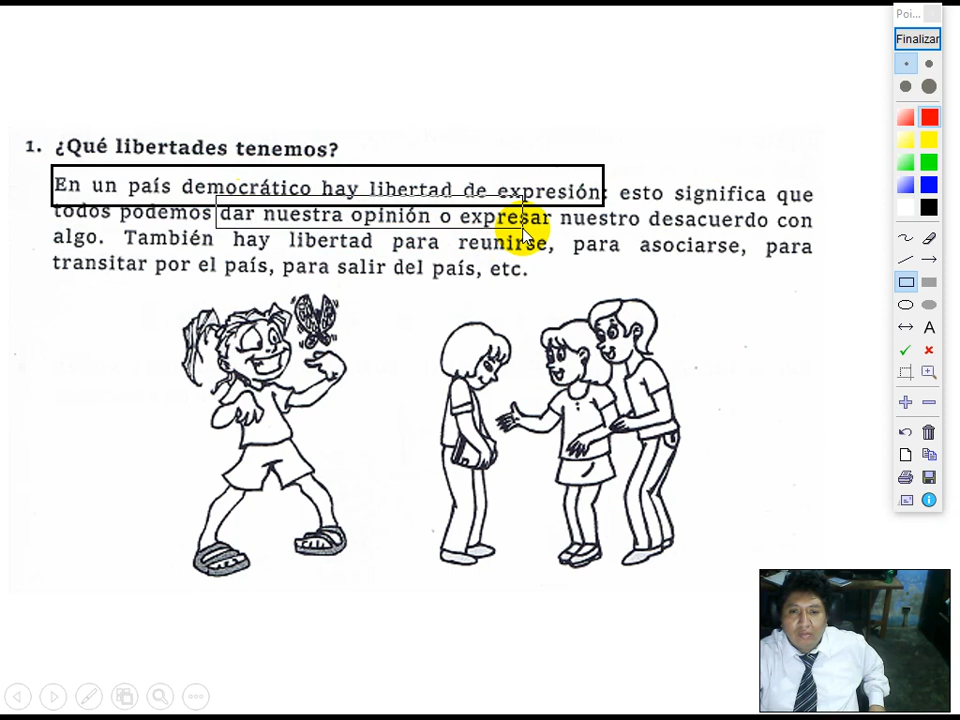 Poi...
Finalizar
1. ¿Qué libertades tenemos?
En un país democrático hay libertad de expresión: esto significa que
todos podemos dar nuestra opinión o expresar nuestro desacuerdo con
algo. También hay libertad para reunirse, para asociarse, para
transitar por el país, para salir del país, etc.
A